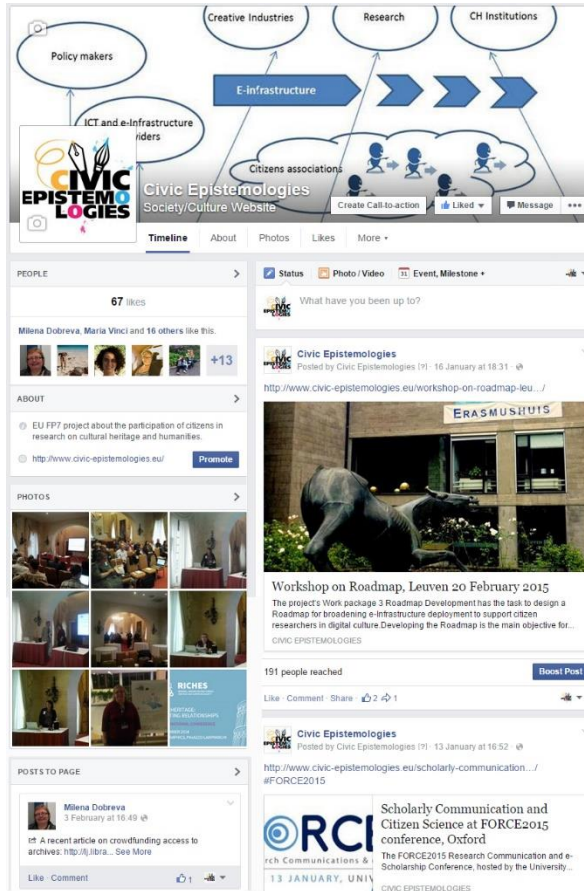 Creative Industries
Research
CH Institutions
Policy makers
E-infrastructure
ICT and e-Infrastructure
Citizens associations
CIVIC
EPISTEMO
LOGIES
Civic Epistemologies
Society/Culture Website
Create Call-to-action
Liked
Message
Timeline
About
Photos
Likes
More
PEOPLE
67 likes
Milena Dobreva, Maria Vinci and 16 others like this.
+13
ABOUT
EU FP7 project about the participation of citizens in
research on cultural heritage and humanities.
http://www.civic-epistemologies.eu/
Promote
PHOTOS
RICHES
POSTS TO PAGE
Milena Dobreva
3 February at 16:49
A recent article on crowdfunding access to
archives: http://lj.libra... See More
Like · Comment
1
Status
Photo / Video
31
Event, Milestone +
What have you been up to?
Civic Epistemologies
Posted by Civic Epistemologies [?] · 16 January at 18:31 ·
http://www.civic-epistemologies.eu/workshop-on-roadmap-leu.../
ERASMUSHUIS
Workshop on Roadmap, Leuven 20 February 2015
The project's Work package 3 Roadmap Development has the task to design a
Roadmap for broadening e-Infrastructure deployment to support citizen
researchers in digital culture.Developing the Roadmap is the main objective for...
CIVIC EPISTEMOLOGIES
191 people reached
Boost Post
Like · Comment · Share · 2 1
Civic Epistemologies
Posted by Civic Epistemologies [?] · 13 January at 16:52 ·
http://www.civic-epistemologies.eu/scholarly-communication.../
#FORCE2015
ORC
rch Communications &
13 JANUARY, UNIV
Scholarly Communication and
Citizen Science at FORCE2015
conference, Oxford
The FORCE2015 Research Communication and e-
Scholarship Conference, hosted by the University...
CIVIC EPISTEMOLOGIES